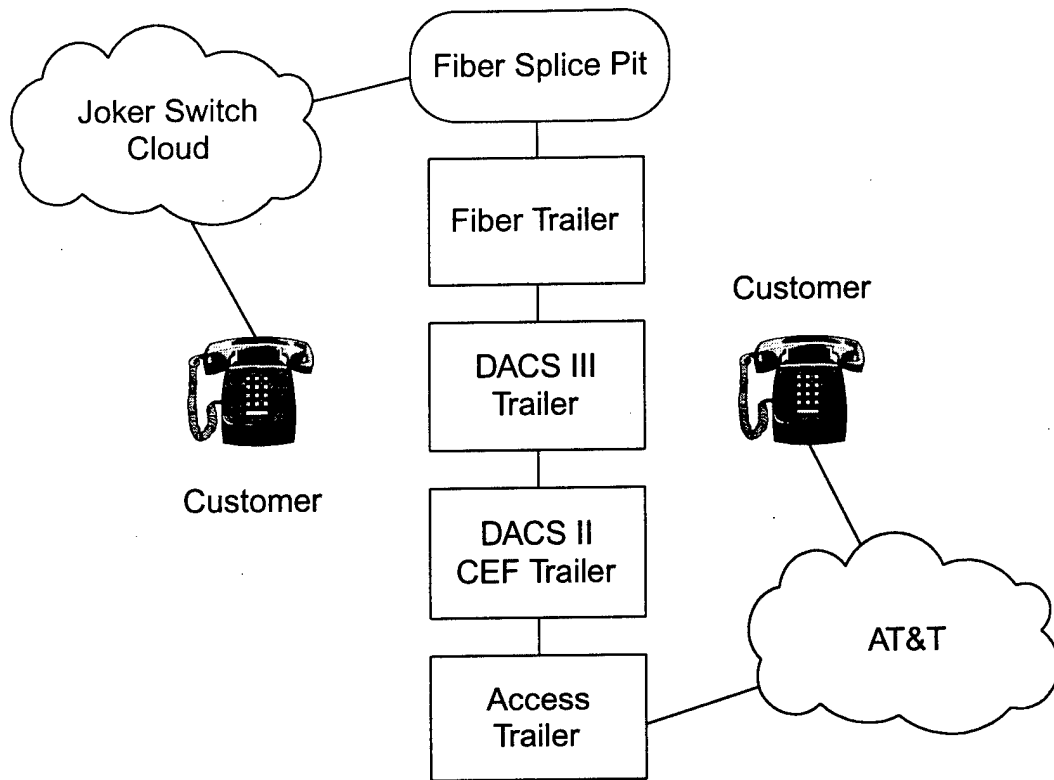 Fiber Splice Pit
Joker Switch
Cloud
Fiber Trailer
Customer
DACS III
Trailer
Customer
DACS II
CEF Trailer
AT&T
Access
Trailer